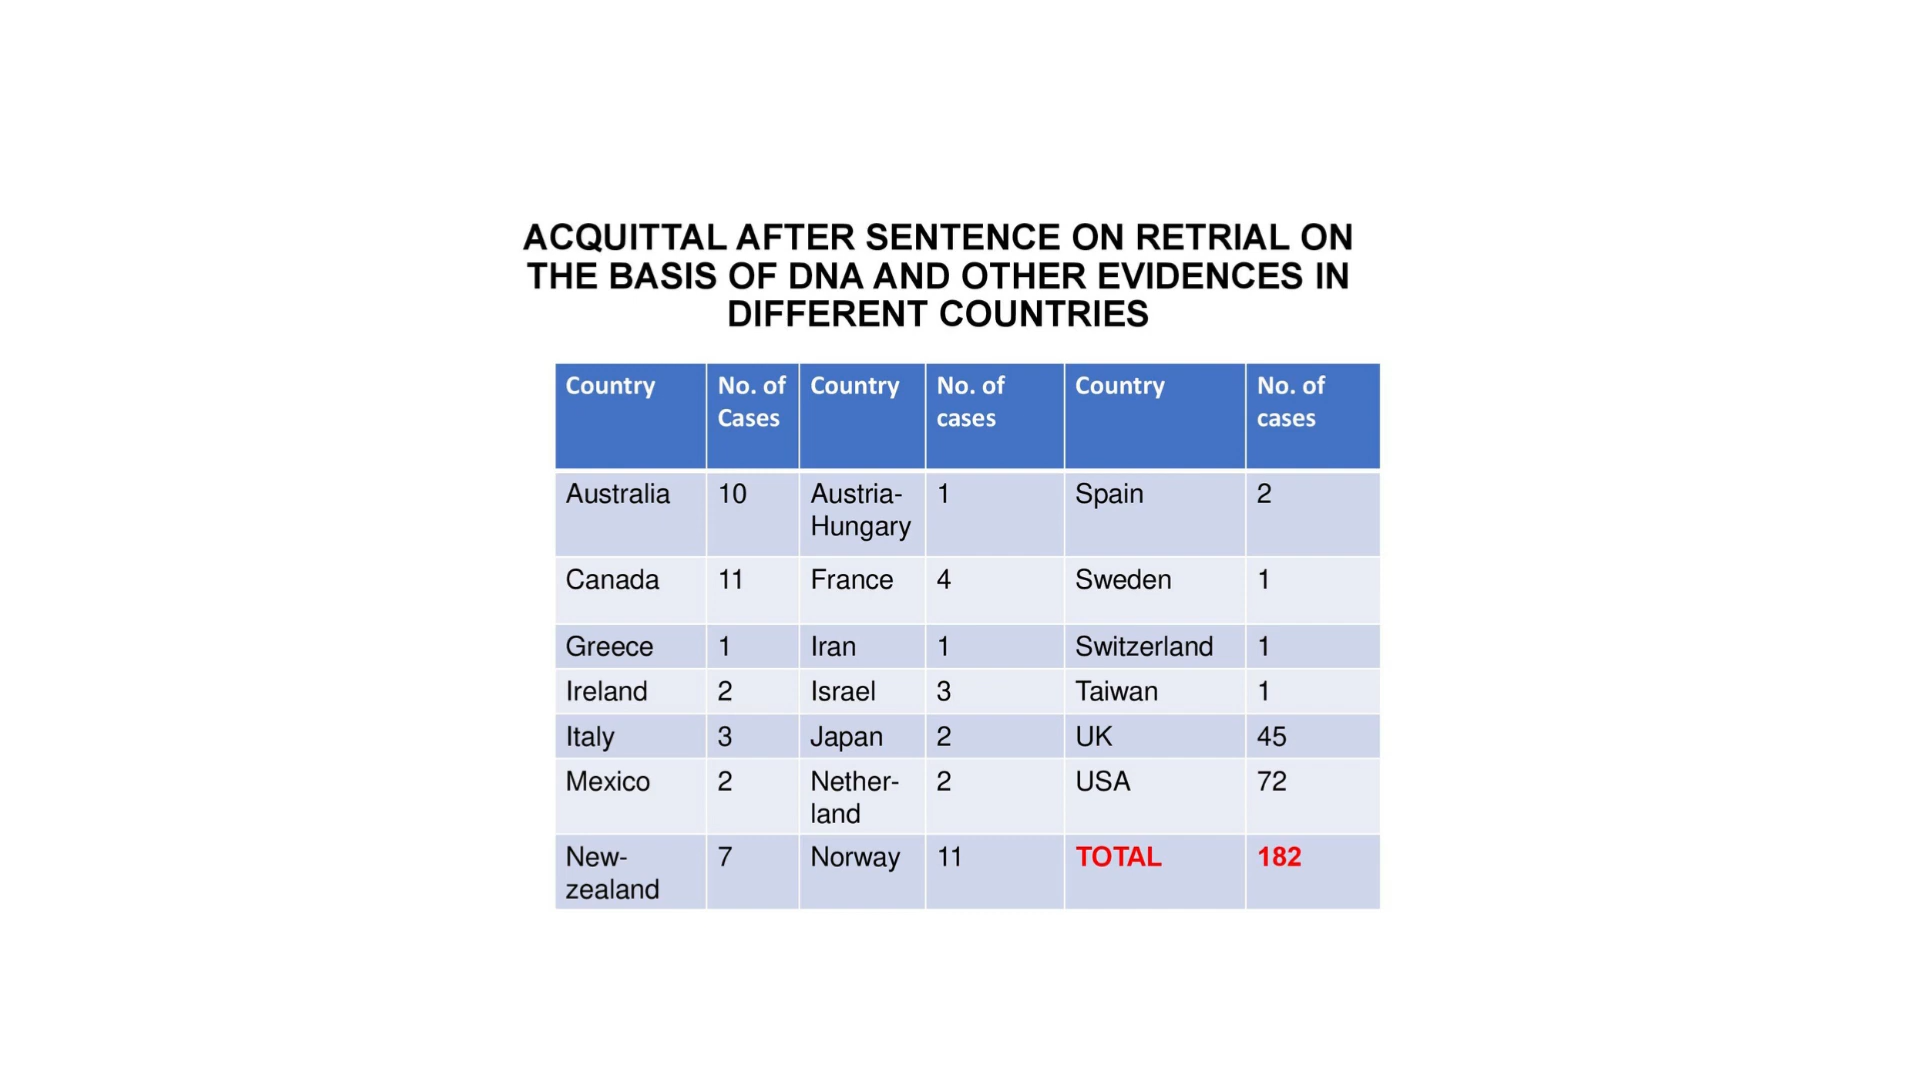 ACQUITTAL AFTER SENTENCE ON RETRIAL ON
THE BASIS OF DNA AND OTHER EVIDENCES IN
DIFFERENT COUNTRIES
Country No. of Cases Country No. of cases Country No. of cases
Australia 10 Austria-Hungary 1 Spain 2
Canada 11 France 4 Sweden 1
Greece 1 Iran 1 Switzerland 1
Ireland 2 Israel 3 Taiwan 1
Italy 3 Japan 2 UK 45
Mexico 2 Nether-land 2 USA 72
New-zealand 7 Norway 11 TOTAL 182